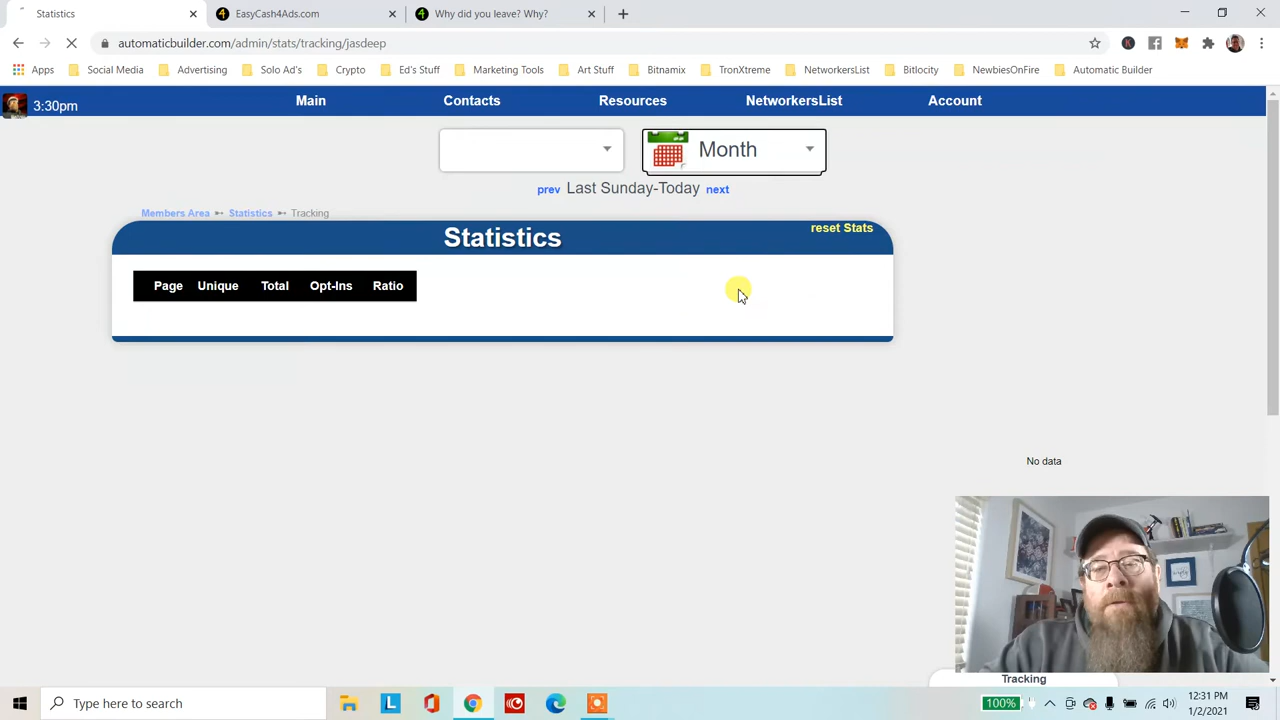 Statistics
EasyCash4Ads.com
Why did you leave? Why?
automaticbuilder.com/admin/stats/tracking/jasdeep
Apps
Social Media
Advertising
Solo Ad's
Crypto
Ed's Stuff
Marketing Tools
Art Stuff
Bitnamix
TronXtreme
NetworkersList
Bitlocity
NewbiesOnFire
Automatic Builder
3:30pm
Main
Contacts
Resources
NetworkersList
Account
Month
prev Last Sunday-Today next
Members Area ➸ Statistics ➸ Tracking
Statistics
reset Stats
Page Unique Total Opt-Ins Ratio
No data
Tracking
Type here to search
100%
12:31 PM
1/2/2021